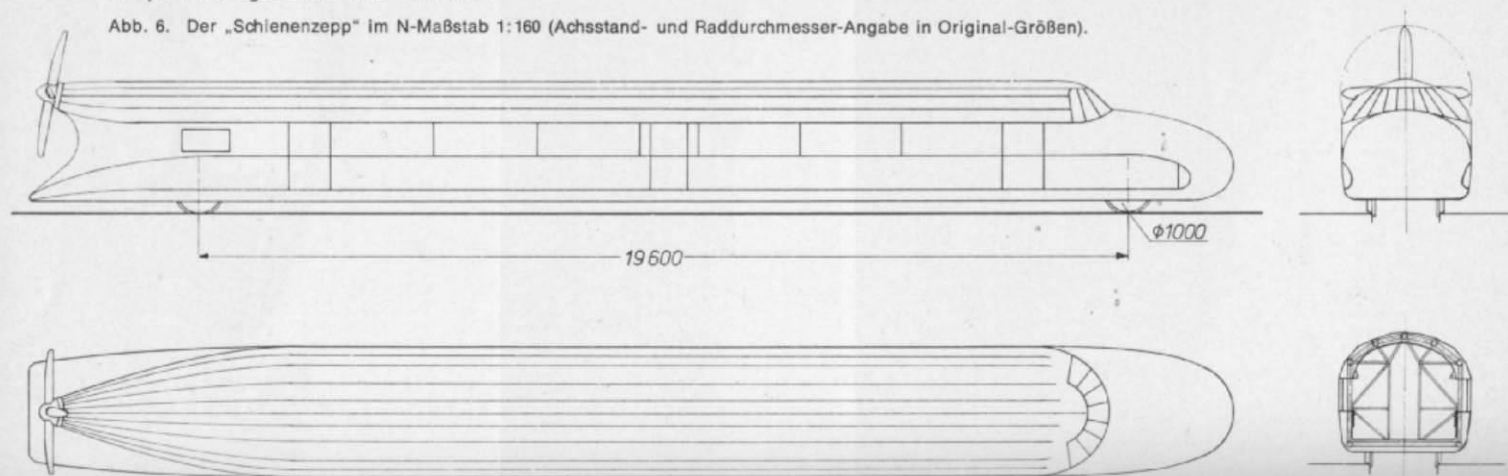 Abb. 6. Der „Schienenzepp“ im N-Maßstab 1:160 (Achsstand- und Raddurchmesser-Angabe in Original-Größen).
φ1000
19600